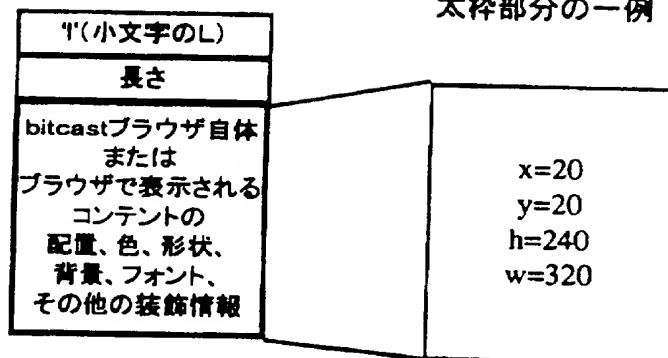 太枠部分の一例
'l'(小文字のL)
長さ
bitcastブラウザ自体
または
ブラウザで表示される
コンテントの
配置、色、形状、
背景、フォント、
その他の装飾情報
x=20
y=20
h=240
w=320